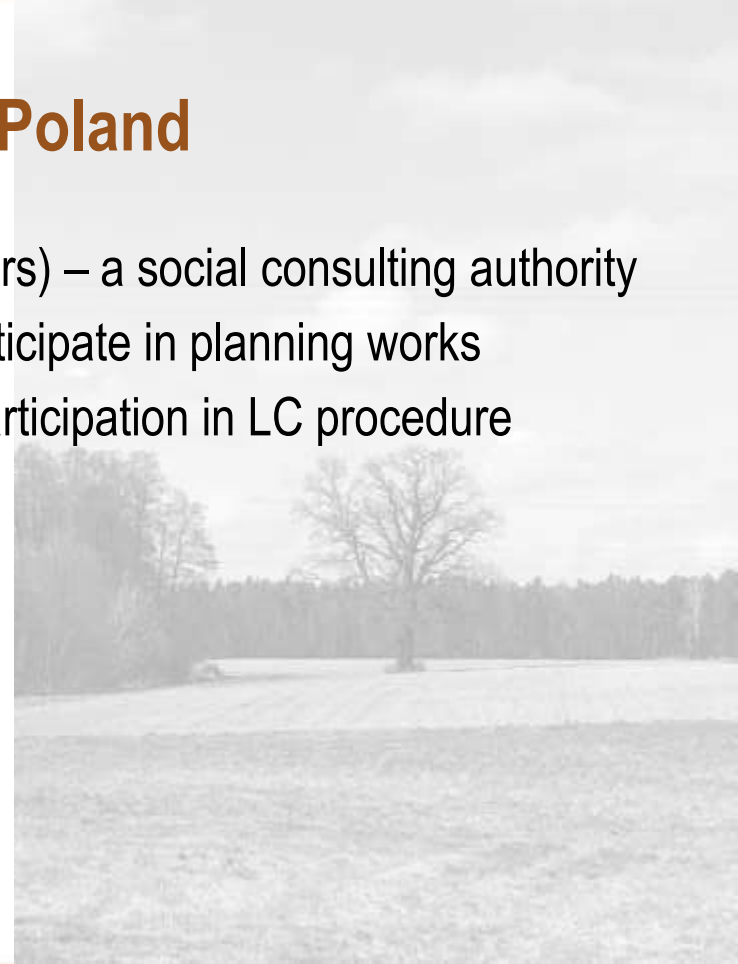 Poland
rs) – a social consulting authority
ticipate in planning works
rticipation in LC procedure